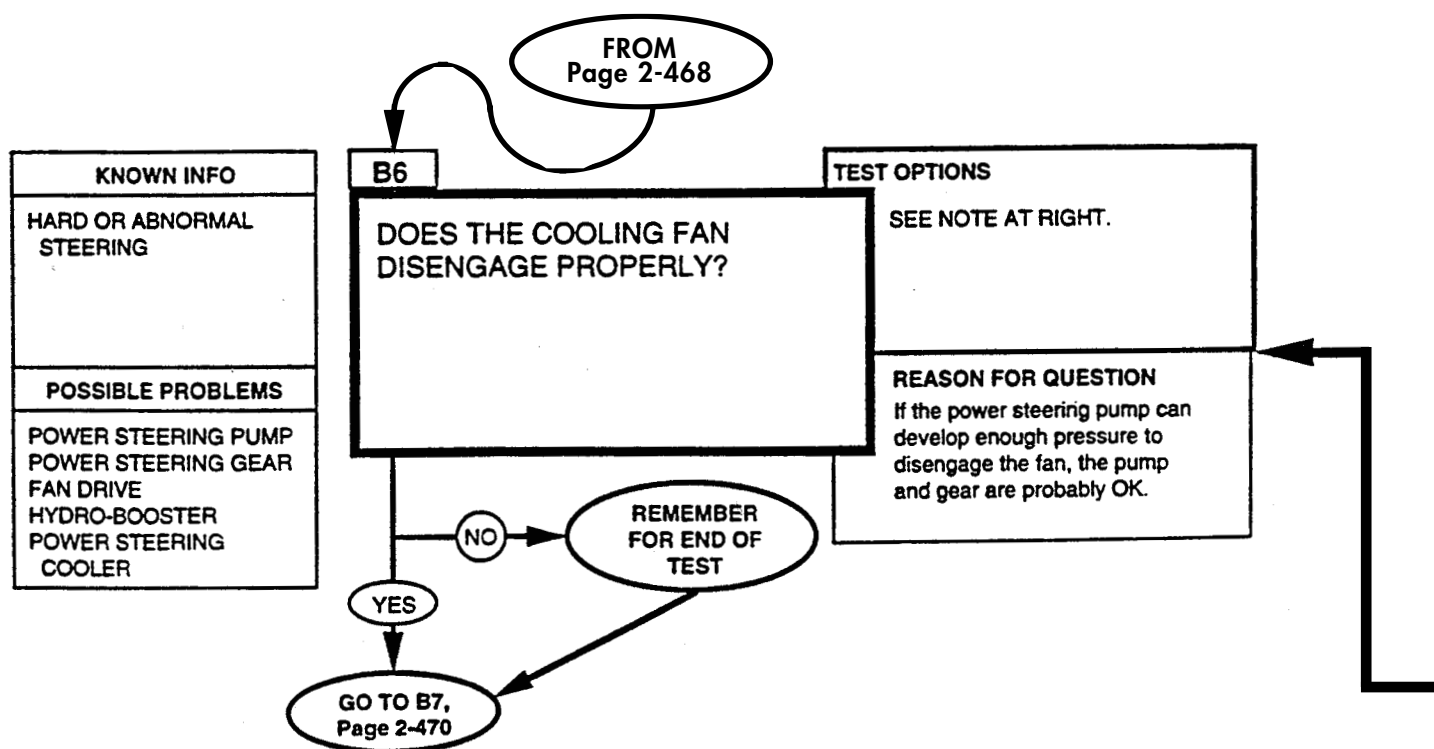 FROM
Page 2-468
KNOWN INFO
HARD OR ABNORMAL
STEERING
POSSIBLE PROBLEMS
POWER STEERING PUMP
POWER STEERING GEAR
FAN DRIVE
HYDRO-BOOSTER
POWER STEERING
COOLER
B6
DOES THE COOLING FAN
DISENGAGE PROPERLY?
TEST OPTIONS
SEE NOTE AT RIGHT.
REASON FOR QUESTION
If the power steering pump can
develop enough pressure to
disengage the fan, the pump
and gear are probably OK.
NO
REMEMBER
FOR END OF
TEST
YES
GO TO B7,
Page 2-470